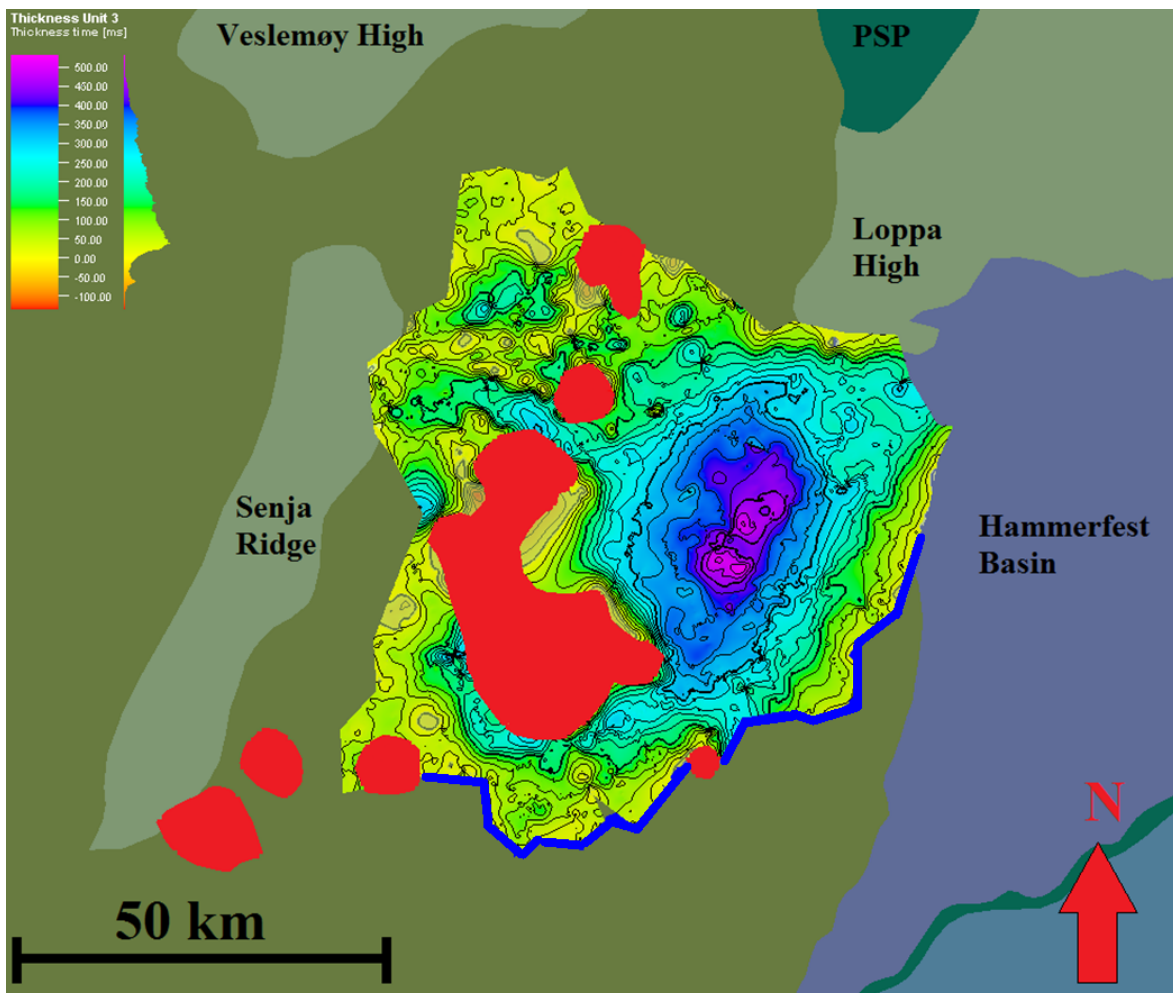 Thickness Unit 3
Thickness time [ms]
500.00
450.00
400.00
350.00
300.00
250.00
200.00
150.00
100.00
50.00
0.00
-50.00
-100.00
Veslemøy High
PSP
Loppa
High
Senja
Ridge
Hammerfest
Basin
N
50 km